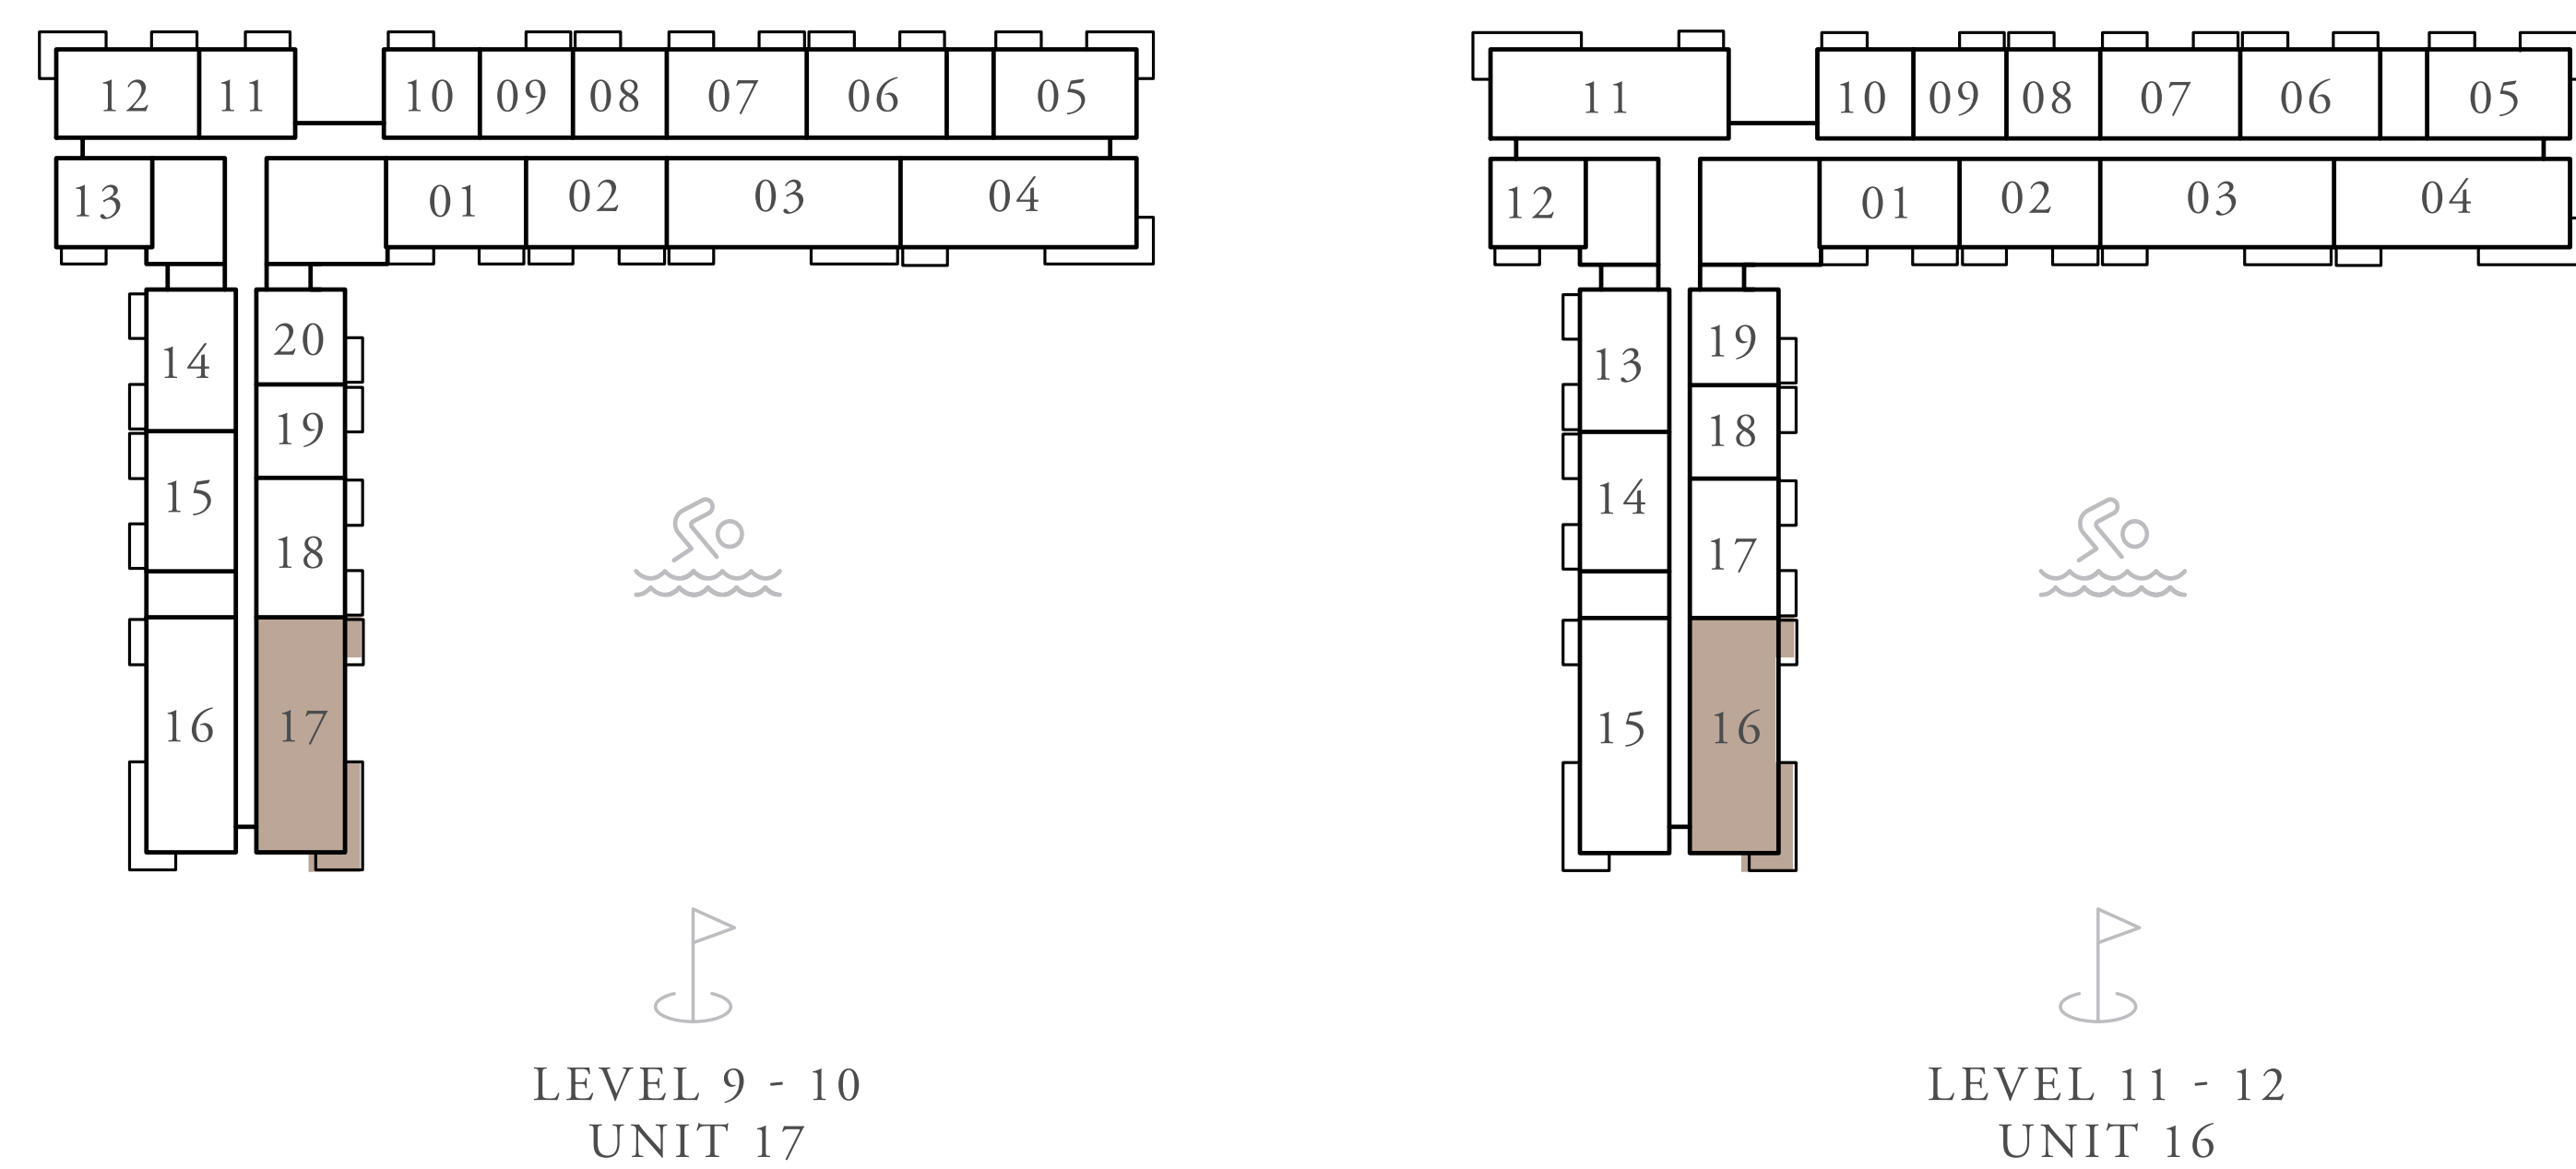 12 11 10 09 08 07 06 05
13 01 02 03 04
14 20
15 19
18
16 17
LEVEL 9 - 10
UNIT 17
11 10 09 08 07 06 05
12 01 02 03 04
13 19
14 18
17
15 16
LEVEL 11 - 12
UNIT 16